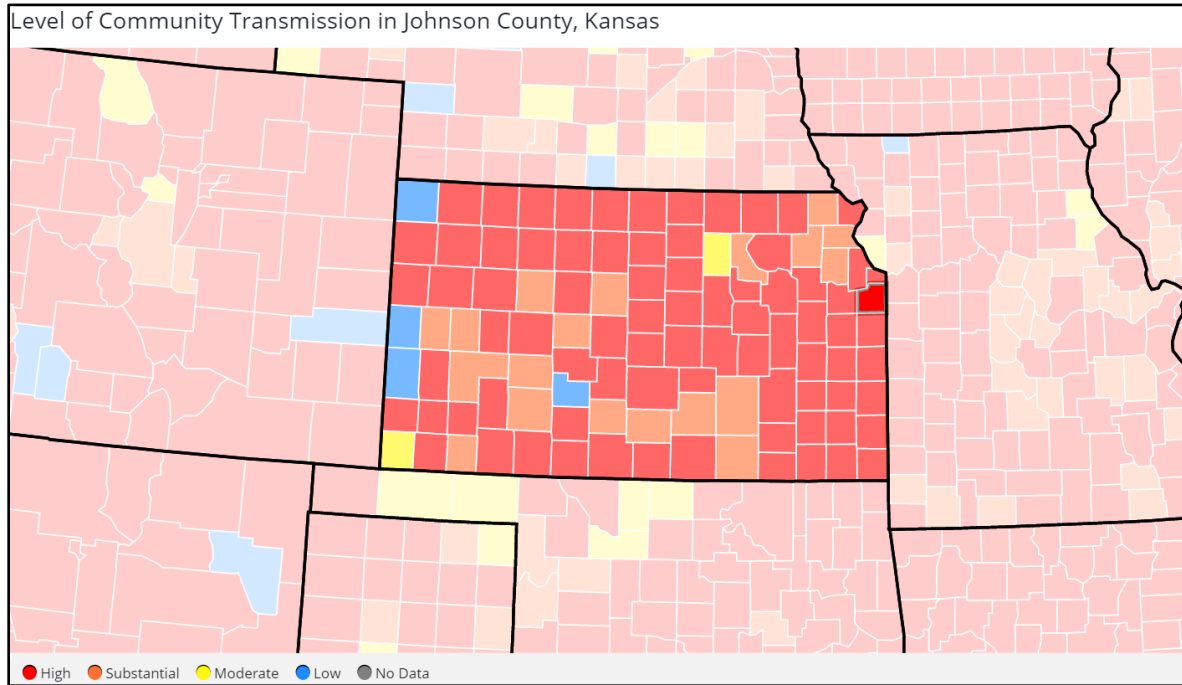 Level of Community Transmission in Johnson County, Kansas
High Substantial Moderate Low No Data